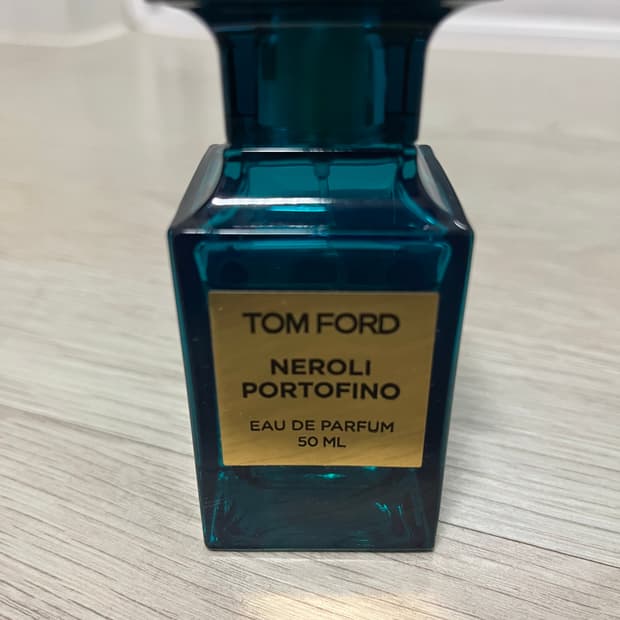 TOM FORD
NEROLI
PORTOFINO
EAU DE PARFUM
50 ML